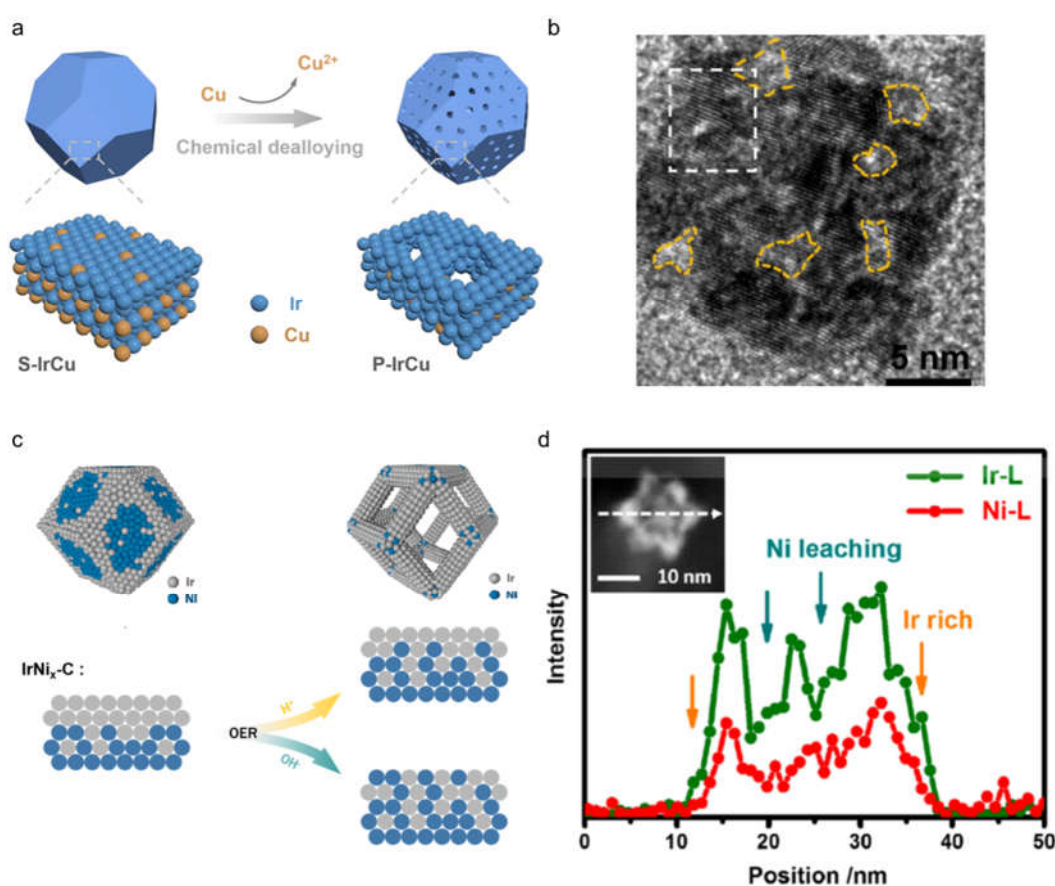 a
Cu
Cu²⁺
Chemical dealloying
Ir
Cu
S-IrCu
P-IrCu
b
5 nm
c
Ir
Ni
Ir
Ni
IrNiₓ-C :
OER
H⁺
OH⁻
d
Ir-L
Ni-L
10 nm
Ni leaching
Ir rich
Intensity
0 10 20 30 40 50
Position /nm